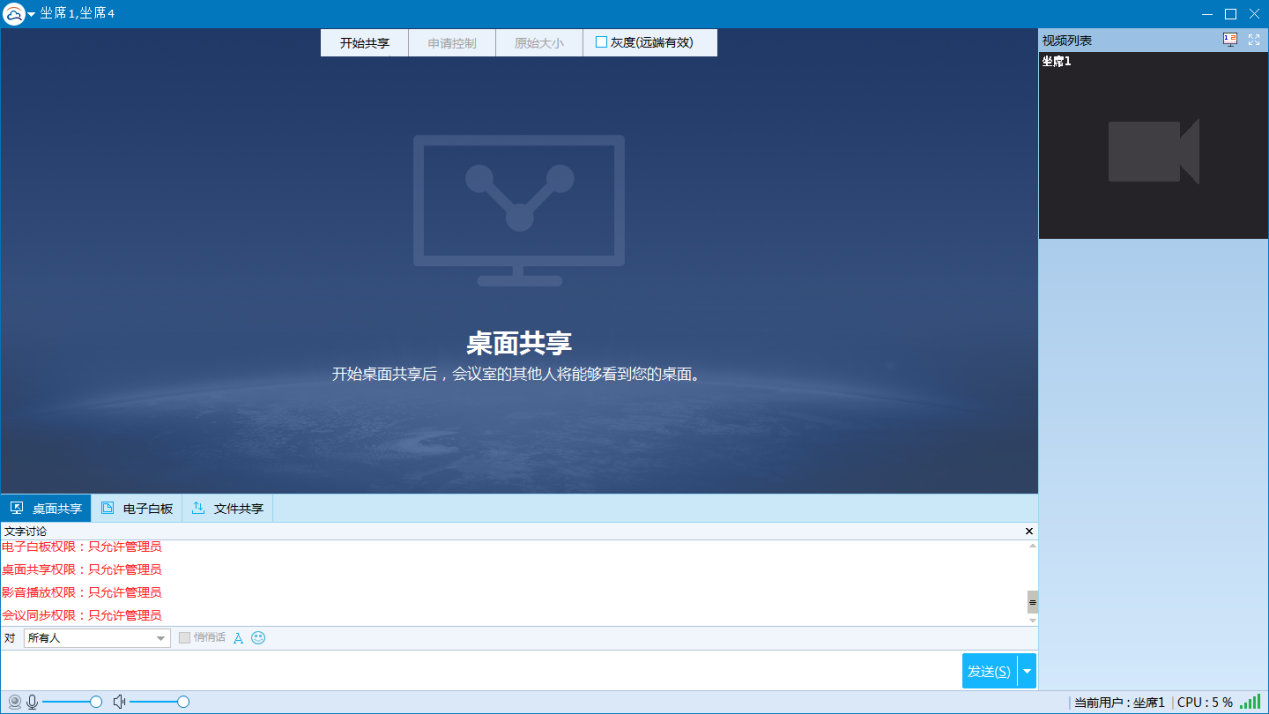 坐席1,坐席4
开始共享 申请控制 原始大小 灰度(远端有效)
视频列表
坐席1
桌面共享
开始桌面共享后，会议室的其他人将能够看到您的桌面。
桌面共享 电子白板 文件共享
文字讨论
电子白板权限：只允许管理员
桌面共享权限：只允许管理员
影音播放权限：只允许管理员
会议同步权限：只允许管理员
对 所有人 悄悄话
发送(S)
当前用户：坐席1 CPU : 5 %